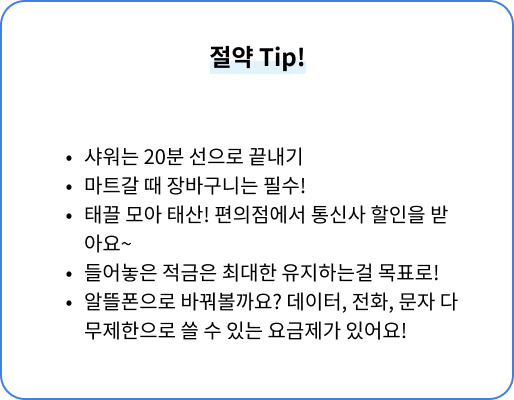 절약 Tip!
• 샤워는 20분 선으로 끝내기
• 마트갈 때 장바구니는 필수!
• 태끌 모아 태산! 편의점에서 통신사 할인을 받
아요~
• 들어놓은 적금은 최대한 유지하는걸 목표로!
• 알뜰폰으로 바꿔볼까요? 데이터, 전화, 문자 다
무제한으로 쓸 수 있는 요금제가 있어요!